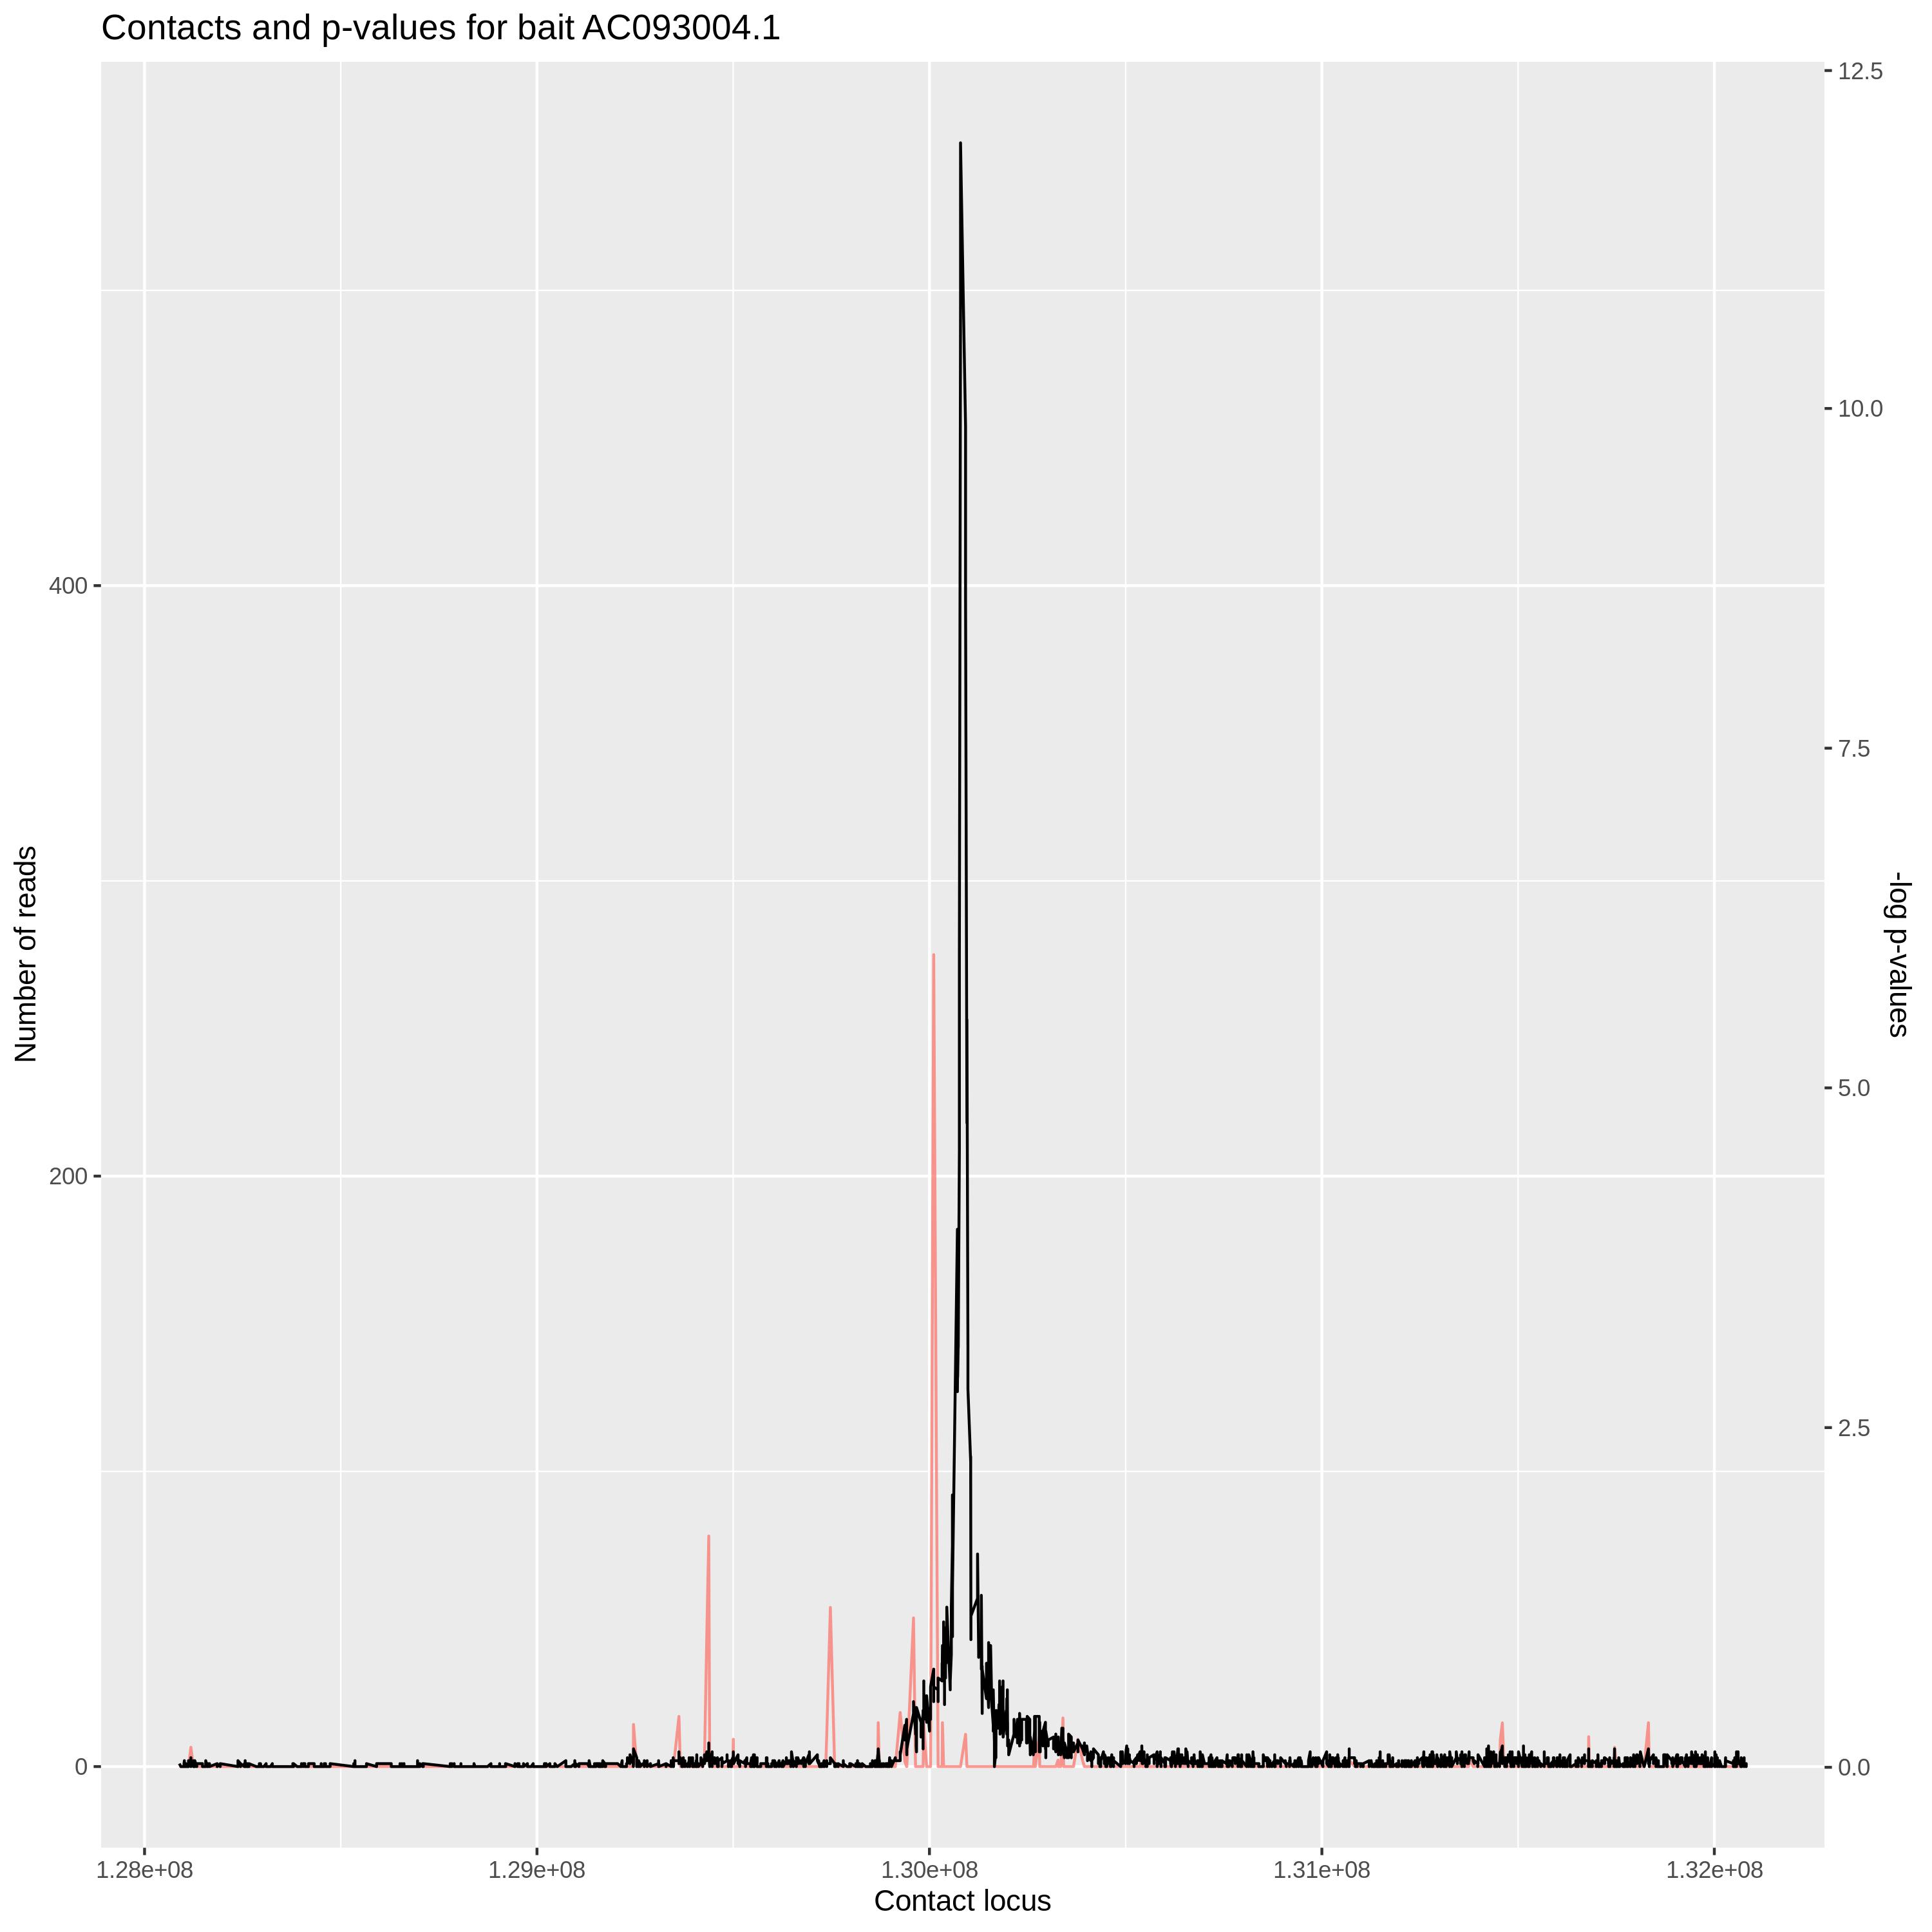 Contacts and p-values for bait AC093004.1
12.5
10.0
400
7.5
Number of reads
-log p-values
5.0
200
2.5
0
0.0
1.28e+08
1.29e+08
1.30e+08
1.31e+08
1.32e+08
Contact locus